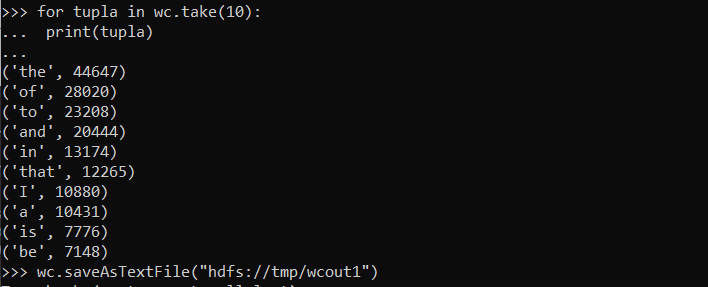 >>> for tupla in wc.take(10):
...  print(tupla)
...
('the', 44647)
('of', 28020)
('to', 23208)
('and', 20444)
('in', 13174)
('that', 12265)
('I', 10880)
('a', 10431)
('is', 7776)
('be', 7148)
>>> wc.saveAsTextFile("hdfs://tmp/wcout1")